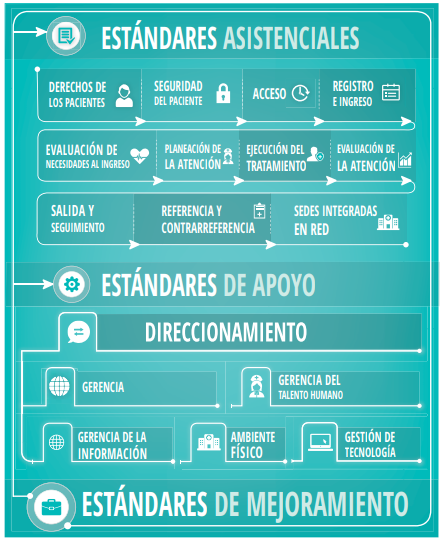 ESTÁNDARES ASISTENCIALES
DERECHOS DE
LOS PACIENTES
SEGURIDAD
DEL PACIENTE
ACCESO
REGISTRO
E INGRESO
EVALUACIÓN DE
NECESIDADES AL INGRESO
PLANEACIÓN DE
LA ATENCIÓN
EJECUCIÓN DEL
TRATAMIENTO
EVALUACIÓN DE
LA ATENCIÓN
SALIDA Y
SEGUIMIENTO
REFERENCIA Y
CONTRARREFERENCIA
SEDES INTEGRADAS
EN RED
ESTÁNDARES DE APOYO
DIRECCIONAMIENTO
GERENCIA
GERENCIA DEL
TALENTO HUMANO
GERENCIA DE LA
INFORMACIÓN
AMBIENTE
FÍSICO
GESTIÓN DE
TECNOLOGÍA
ESTÁNDARES DE MEJORAMIENTO